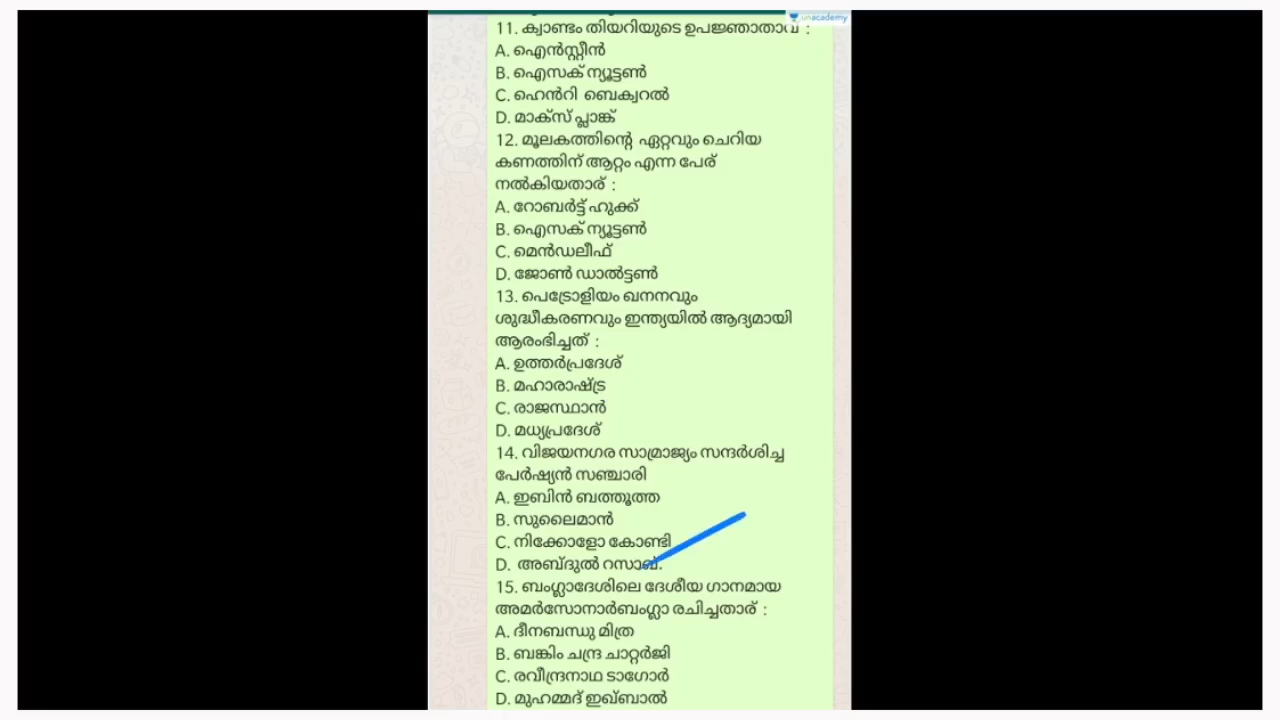 unacademy
11. ക്വാണ്ടം തിയറിയുടെ ഉപജ്ഞാതാവ് :
A. ഐൻസ്റ്റീൻ
B. ഐസക് ന്യൂട്ടൺ
C. ഹെൻറി ബെക്വറൽ
D. മാക്സ് പ്ലാങ്ക്
12. മൂലകത്തിന്റെ ഏറ്റവും ചെറിയ
കണത്തിന് ആറ്റം എന്ന പേര്
നൽകിയതാര് :
A. റോബർട്ട് ഹുക്ക്
B. ഐസക് ന്യൂട്ടൺ
C. മെൻഡലീഫ്
D. ജോൺ ഡാൽട്ടൺ
13. പെട്രോളിയം ഖനനവും
ശുദ്ധീകരണവും ഇന്ത്യയിൽ ആദ്യമായി
ആരംഭിച്ചത് :
A. ഉത്തർപ്രദേശ്
B. മഹാരാഷ്ട്ര
C. രാജസ്ഥാൻ
D. മധ്യപ്രദേശ്
14. വിജയനഗര സാമ്രാജ്യം സന്ദർശിച്ച
പേർഷ്യൻ സഞ്ചാരി
A. ഇബിൻ ബത്തൂത്ത
B. സുലൈമാൻ
C. നിക്കോളോ കോണ്ടി
D. അബ്ദുൽ റസാഖ്.
15. ബംഗ്ലാദേശിലെ ദേശീയ ഗാനമായ
അമർസോനാർബംഗ്ലാ രചിച്ചതാര് :
A. ദീനബന്ധു മിത്ര
B. ബങ്കിം ചന്ദ്ര ചാറ്റർജി
C. രവീന്ദ്രനാഥ ടാഗോർ
D. മുഹമ്മദ് ഇഖ്ബാൽ